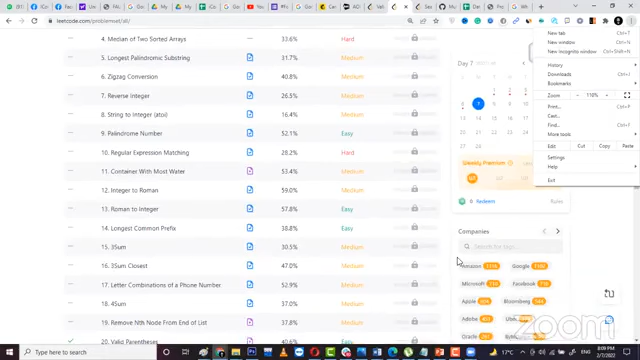 leetcode.com/problemset/all/
4. Median of Two Sorted Arrays 33.6% Hard
5. Longest Palindromic Substring 31.7% Medium
6. Zigzag Conversion 40.8% Medium
7. Reverse Integer 26.5% Medium
8. String to Integer (atoi) 16.4% Medium
9. Palindrome Number 52.1% Easy
10. Regular Expression Matching 28.2% Hard
11. Container With Most Water 53.4% Medium
12. Integer to Roman 59.0% Medium
13. Roman to Integer 57.8% Easy
14. Longest Common Prefix 38.2% Easy
15. 3Sum 30.5% Medium
16. 3Sum Closest 47.0% Medium
17. Letter Combinations of a Phone Number 52.9% Medium
18. 4Sum 37.8% Medium
19. Remove Nth Node From End of List 37.8% Medium
20. Valid Parentheses 40.6% Easy
Day 7
Weekly Premium
0 Redeem Rules
Companies
Search for tags...
Amazon Google
Microsoft Facebook
Apple Bloomberg
Adobe
Oracle
New tab Ctrl+T
New window Ctrl+N
New Incognito window Ctrl+Shift+N
History
Downloads Ctrl+J
Bookmarks
Zoom - 110% +
Print... Ctrl+P
Cast...
Find... Ctrl+F
More tools
Edit Cut Copy Paste
Settings
Help
Exit
zoom
Type here to search
17°C
8:09 PM
2/7/2022